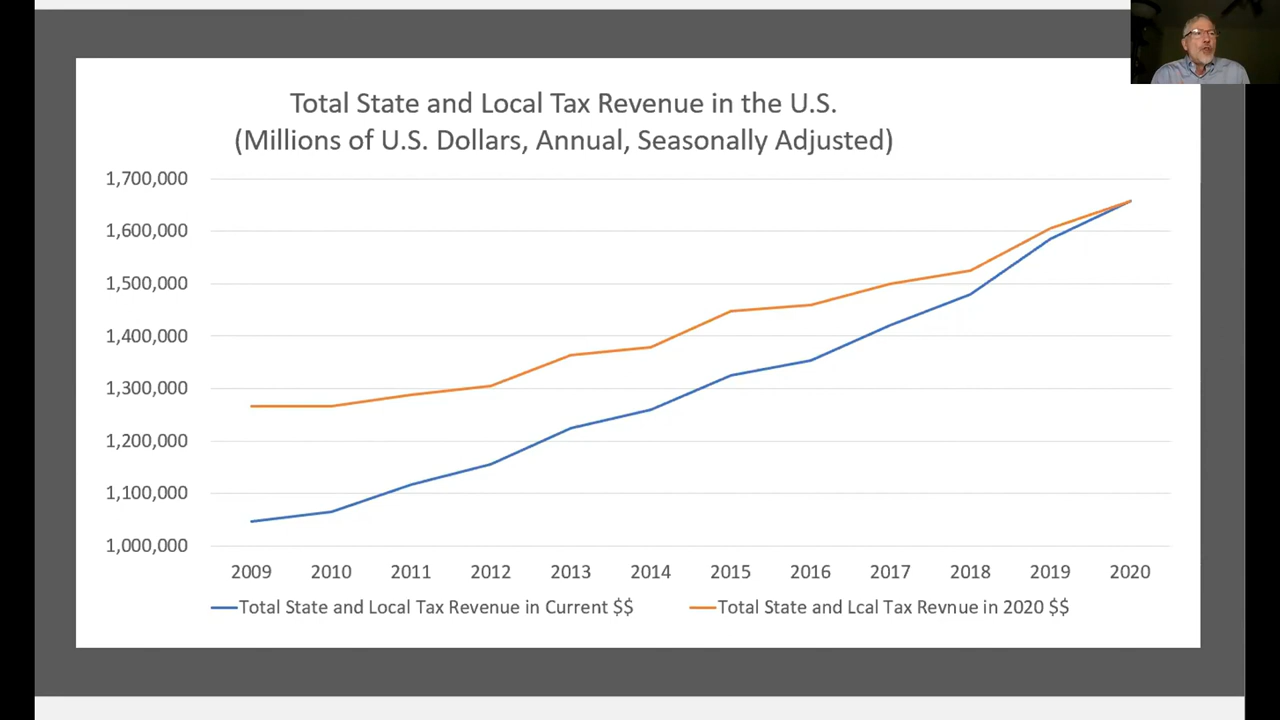 Total State and Local Tax Revenue in the U.S.
(Millions of U.S. Dollars, Annual, Seasonally Adjusted)
1,700,000
1,600,000
1,500,000
1,400,000
1,300,000
1,200,000
1,100,000
1,000,000
2009 2010 2011 2012 2013 2014 2015 2016 2017 2018 2019 2020
Total State and Local Tax Revenue in Current $$ Total State and Lcal Tax Revnue in 2020 $$